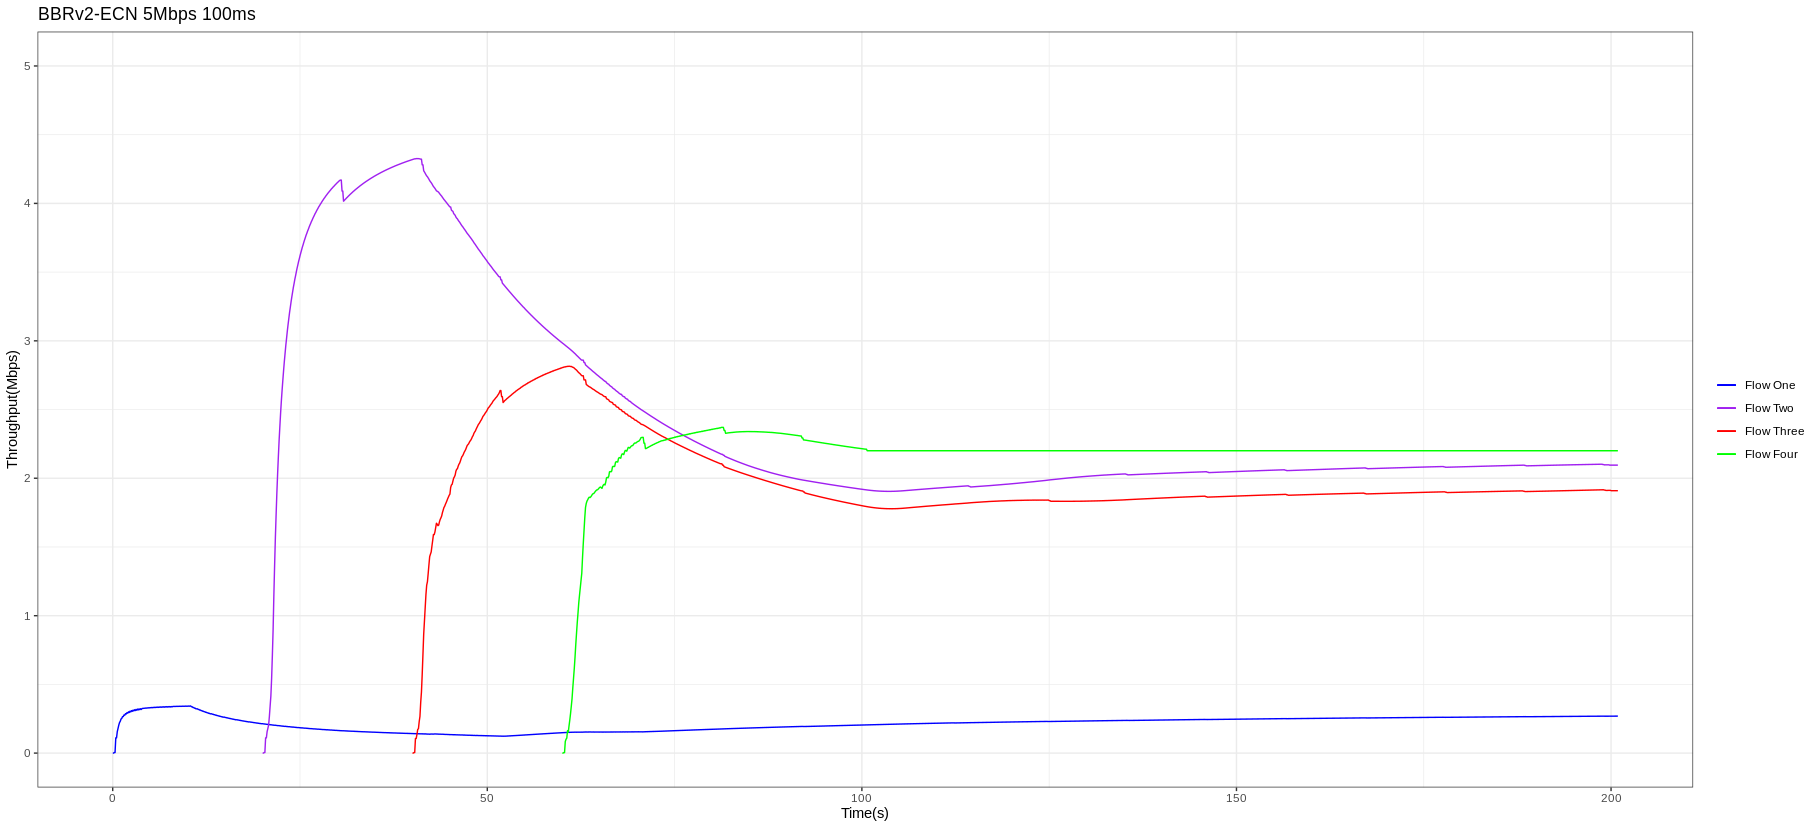 BBRv2-ECN 5Mbps 100ms
Throughput(Mbps)
5
4
3
2
1
0
0 50 100 150 200
Time(s)
Flow One
Flow Two
Flow Three
Flow Four